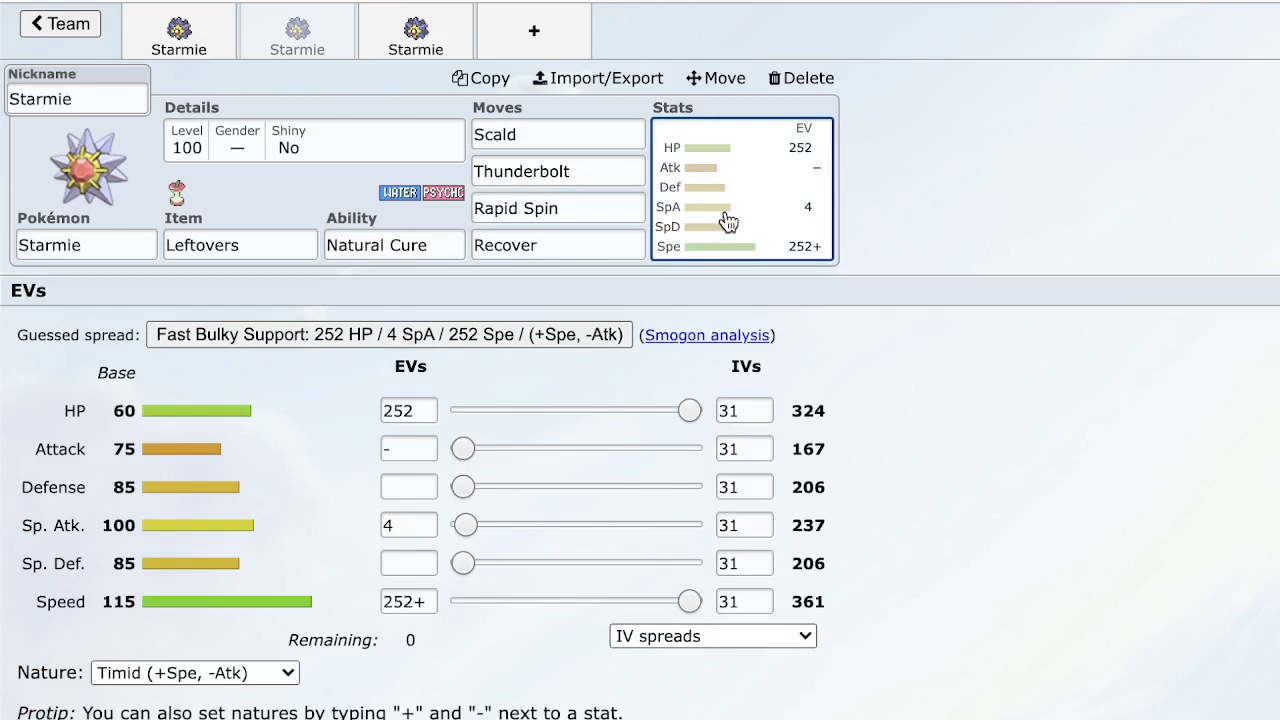 Team
Starmie
Starmie
Starmie
+
Nickname
Starmie
Copy
Import/Export
Move
Delete
Details
Level
100
Gender
—
Shiny
No
WATER
PSYCHC
Pokémon
Starmie
Item
Leftovers
Ability
Natural Cure
Moves
Scald
Thunderbolt
Rapid Spin
Recover
Stats
EV
HP 252
Atk –
Def
SpA 4
SpD
Spe 252+
EVs
Guessed spread: Fast Bulky Support: 252 HP / 4 SpA / 252 Spe / (+Spe, -Atk) (Smogon analysis)
Base EVs IVs
HP 60 252 31 324
Attack 75 - 31 167
Defense 85 31 206
Sp. Atk. 100 4 31 237
Sp. Def. 85 31 206
Speed 115 252+ 31 361
Remaining: 0
IV spreads
Nature: Timid (+Spe, -Atk)
Protip: You can also set natures by typing "+" and "-" next to a stat.